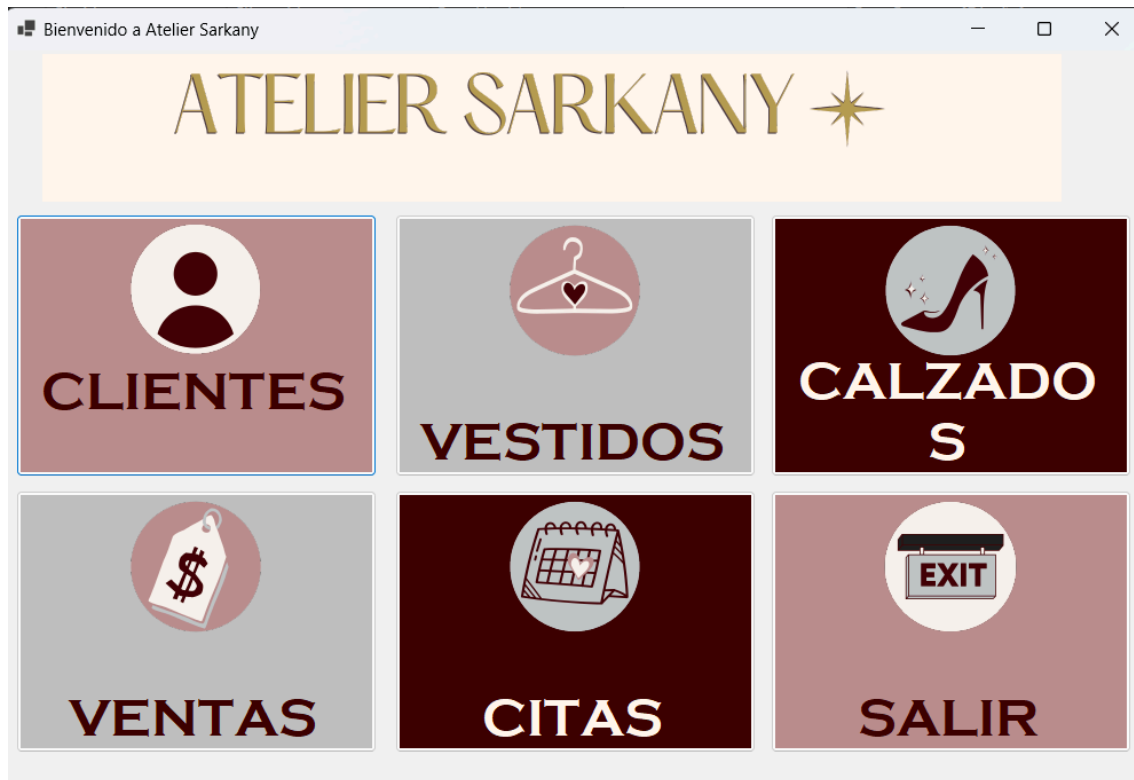 Bienvenido a Atelier Sarkany
ATELIER SARKANY
CLIENTES
VESTIDOS
CALZADO
S
$
VENTAS
CITAS
EXIT
SALIR